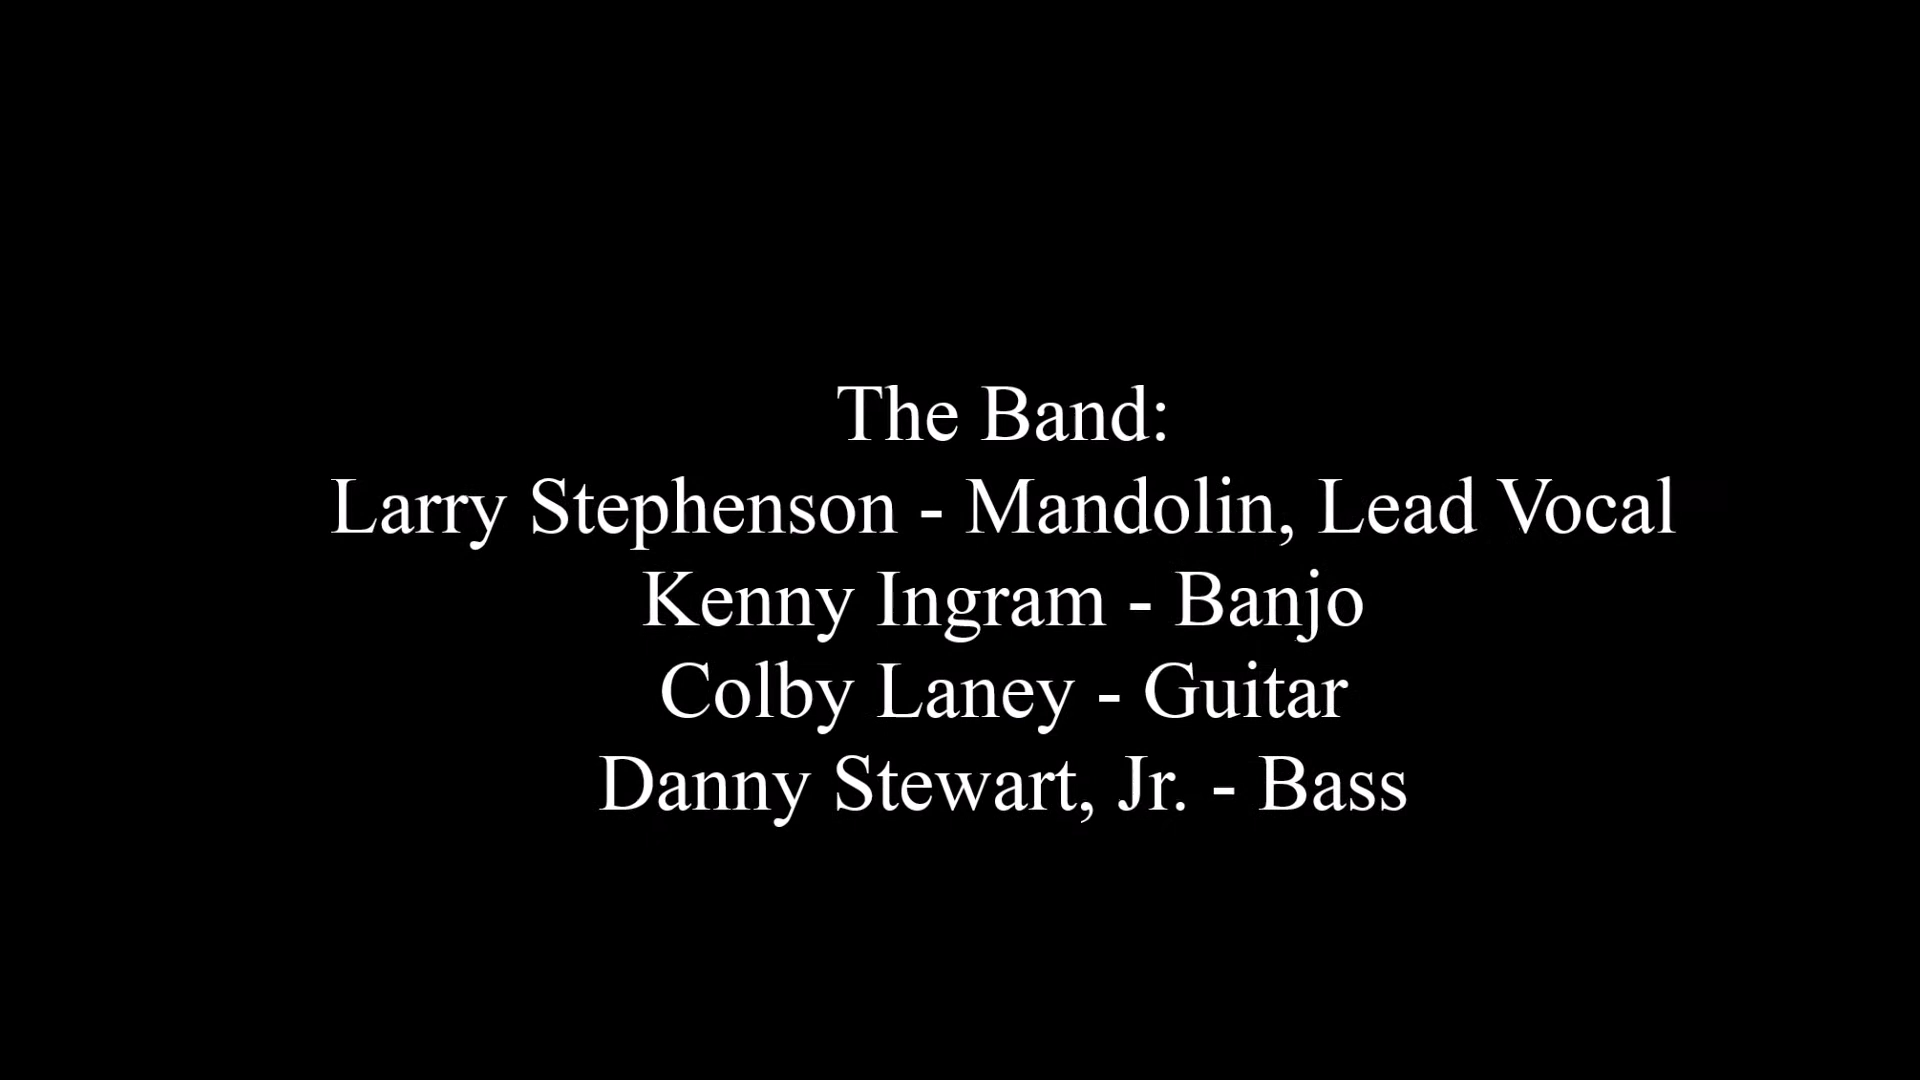 The Band:
Larry Stephenson - Mandolin, Lead Vocal
Kenny Ingram - Banjo
Colby Laney - Guitar
Danny Stewart, Jr. - Bass